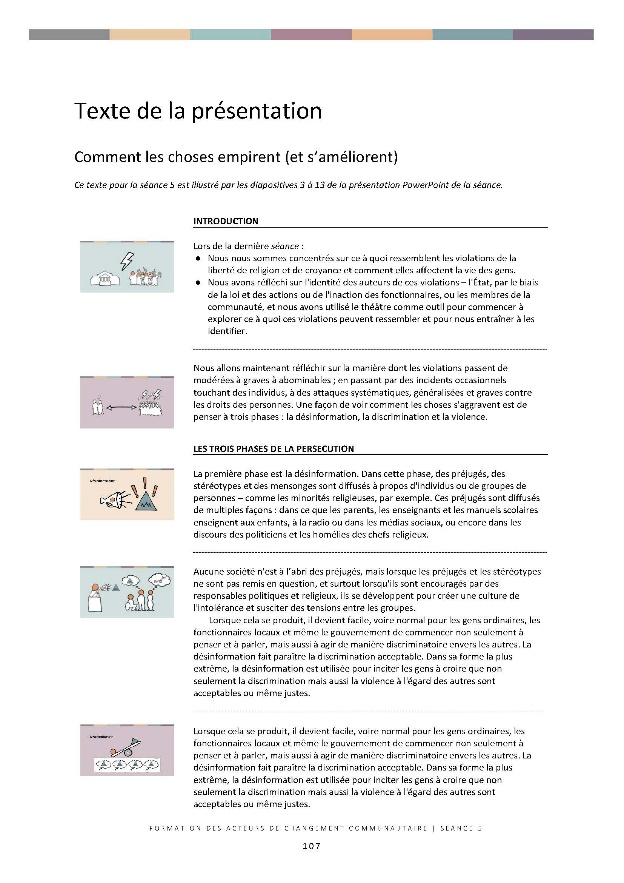 Texte de la présentation
Comment les choses empirent (et s'améliorent)
Ce texte pour la séance 5 est illustré par les diapositives 3 à 13 de la présentation PowerPoint de la séance.
INTRODUCTION
Lors de la dernière séance :
● Nous nous sommes concentrés sur ce à quoi ressemblent les violations de la
liberté de religion et de croyance et comment elles affectent la vie des gens.
● Nous avons réfléchi sur l'identité des auteurs de ces violations – l'État, par le biais
de la loi et des actions ou de l'inaction des fonctionnaires, ou les membres de la
communauté, et nous avons utilisé le théâtre comme outil pour commencer à
explorer ce à quoi ces violations peuvent ressembler et pour nous entraîner à les
identifier.
Nous allons maintenant réfléchir sur la manière dont les violations passent de
modérées à graves à abominables ; en passant par des incidents occasionnels
touchant des individus, à des attaques systématiques, généralisées et graves contre
les droits des personnes. Une façon de voir comment les choses s'aggravent est de
penser à trois phases : la désinformation, la discrimination et la violence.
LES TROIS PHASES DE LA PERSECUTION
La première phase est la désinformation. Dans cette phase, des préjugés, des
stéréotypes et des mensonges sont diffusés à propos d'individus ou de groupes de
personnes – comme les minorités religieuses, par exemple. Ces préjugés sont diffusés
de multiples façons : dans ce que les parents, les enseignants et les manuels scolaires
enseignent aux enfants, à la radio ou dans les médias sociaux, ou encore dans les
discours des politiciens et les homélies des chefs religieux.
Aucune société n'est à l'abri des préjugés, mais lorsque les préjugés et les stéréotypes
ne sont pas remis en question, et surtout lorsqu'ils sont encouragés par des
responsables politiques et religieux, ils se développent pour créer une culture de
l'intolérance et susciter des tensions entre les groupes.
Lorsque cela se produit, il devient facile, voire normal pour les gens ordinaires, les
fonctionnaires locaux et même le gouvernement de commencer non seulement à
penser et à parler, mais aussi à agir de manière discriminatoire envers les autres. La
désinformation fait paraître la discrimination acceptable. Dans sa forme la plus
extrême, la désinformation est utilisée pour inciter les gens à croire que non
seulement la discrimination mais aussi la violence à l'égard des autres sont
acceptables ou même justes.
Lorsque cela se produit, il devient facile, voire normal pour les gens ordinaires, les
fonctionnaires locaux et même le gouvernement de commencer non seulement à
penser et à parler, mais aussi à agir de manière discriminatoire envers les autres. La
désinformation fait paraître la discrimination acceptable. Dans sa forme la plus
extrême, la désinformation est utilisée pour inciter les gens à croire que non
seulement la discrimination mais aussi la violence à l'égard des autres sont
acceptables ou même justes.
FORMATION DES ACTEURS DE CHANGEMENT COMMUNAUTAIRE | SÉANCE 5
107